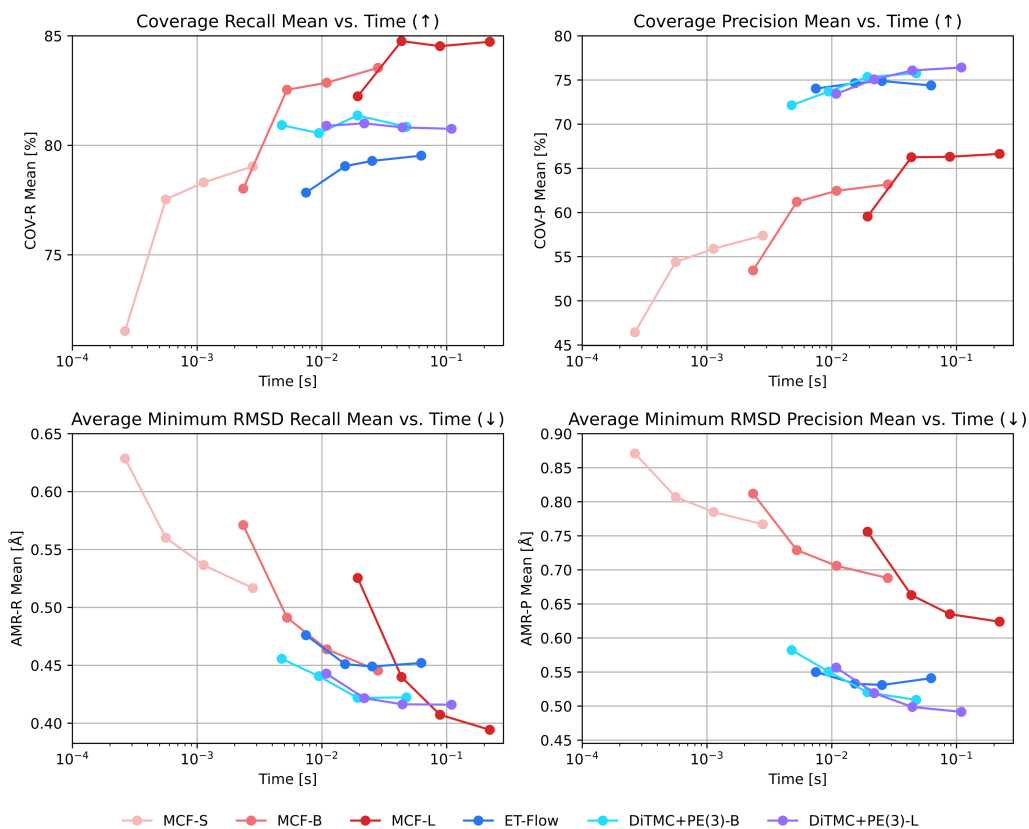 Coverage Recall Mean vs. Time (↑)
COV-R Mean [%]
85
80
75
10⁻⁴ 10⁻³ 10⁻² 10⁻¹
Time [s]
Coverage Precision Mean vs. Time (↑)
COV-P Mean [%]
80
75
70
65
60
55
50
45
10⁻⁴ 10⁻³ 10⁻² 10⁻¹
Time [s]
Average Minimum RMSD Recall Mean vs. Time (↓)
AMR-R Mean [Å]
0.65
0.60
0.55
0.50
0.45
0.40
10⁻⁴ 10⁻³ 10⁻² 10⁻¹
Time [s]
Average Minimum RMSD Precision Mean vs. Time (↓)
AMR-P Mean [Å]
0.90
0.85
0.80
0.75
0.70
0.65
0.60
0.55
0.50
0.45
10⁻⁴ 10⁻³ 10⁻² 10⁻¹
Time [s]
MCF-S MCF-B MCF-L ET-Flow DiTMC+PE(3)-B DiTMC+PE(3)-L